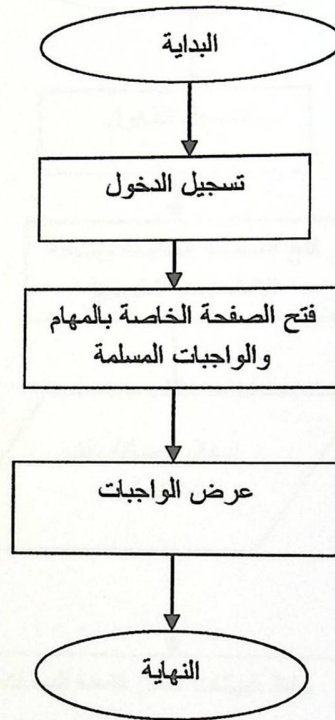 البداية
تسجيل الدخول
فتح الصفحة الخاصة بالمهام
والواجبات المسلمة
عرض الواجبات
النهاية